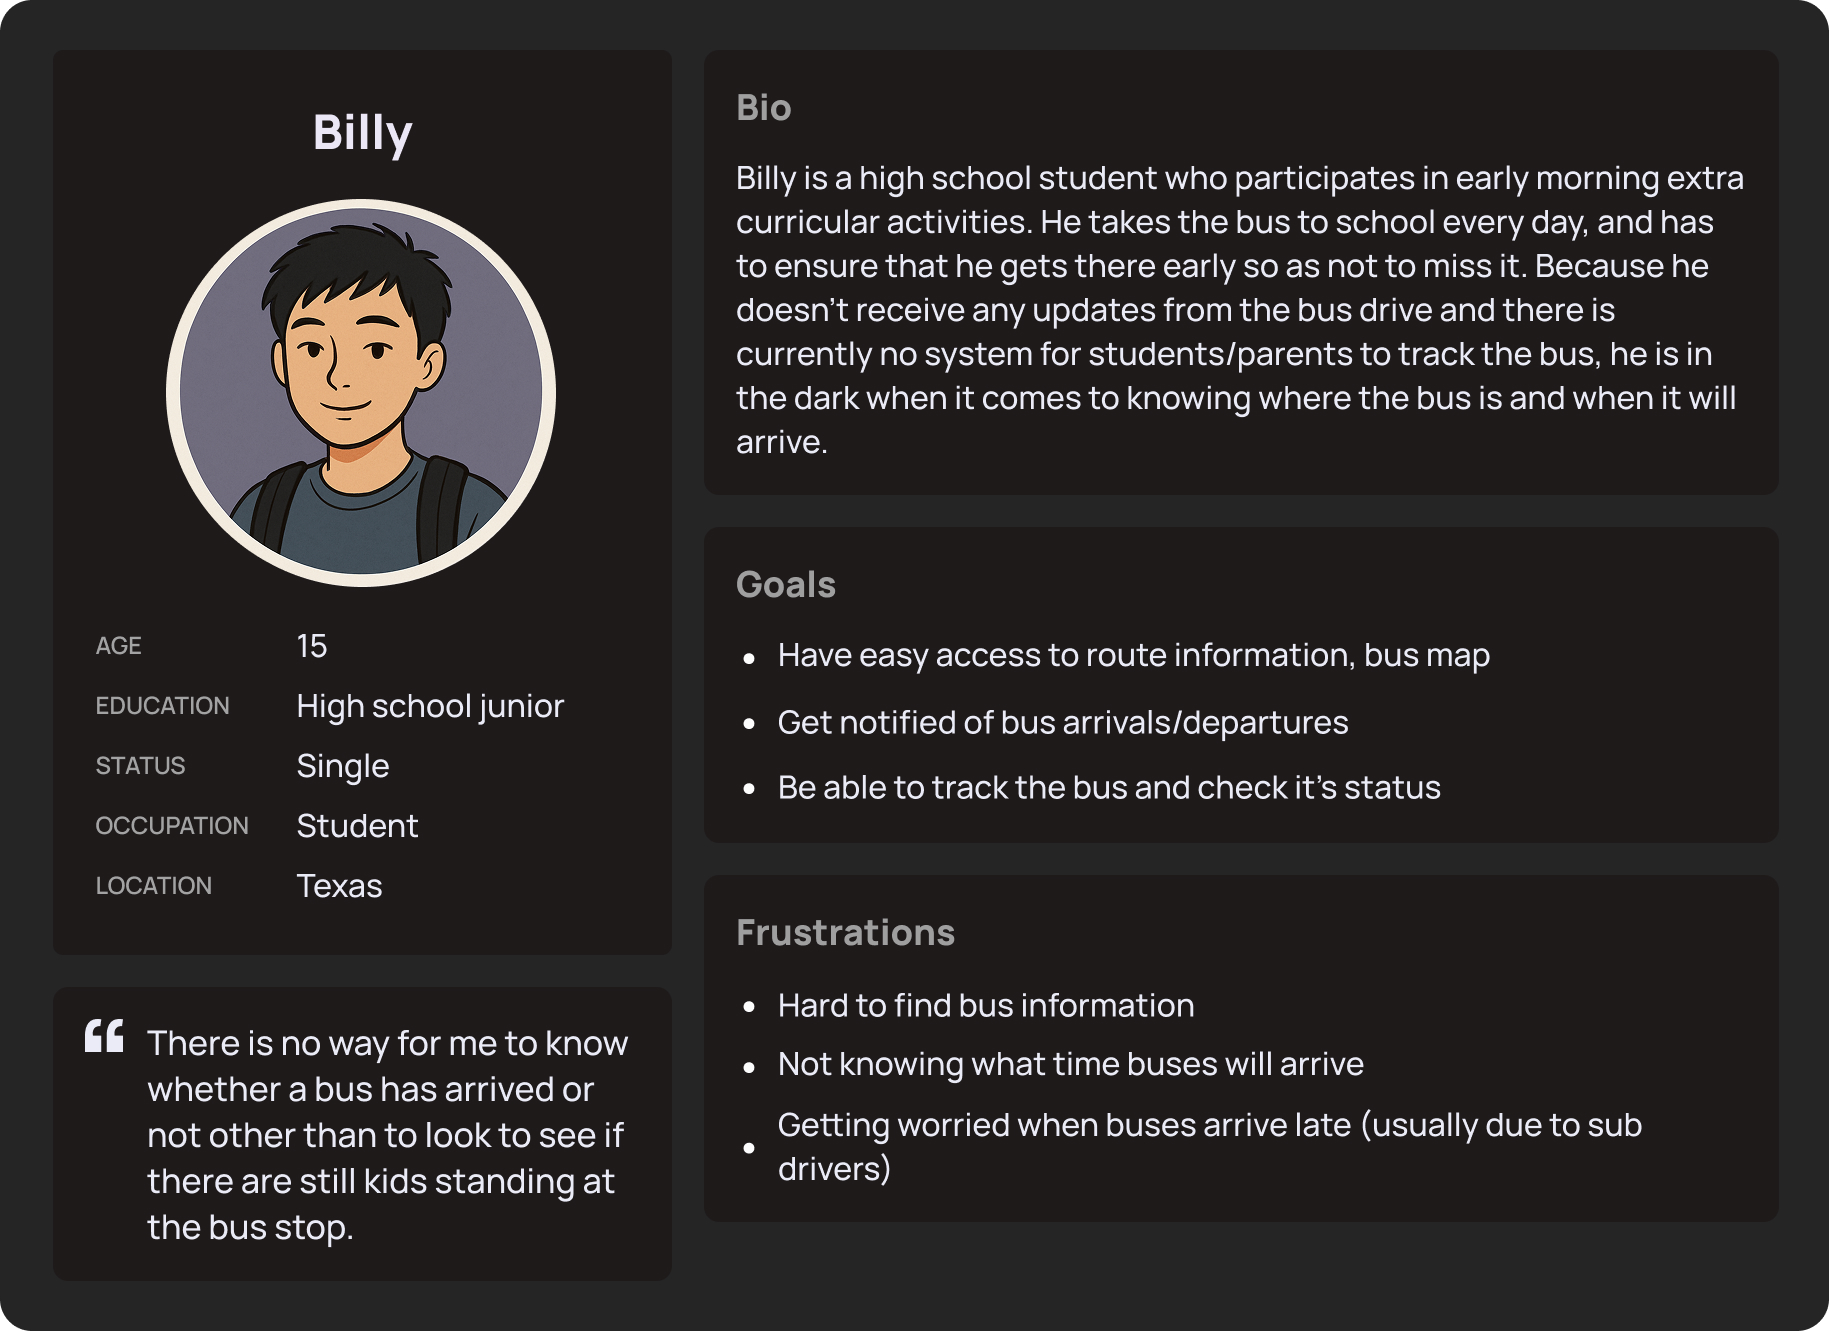 Billy
AGE 15
EDUCATION High school junior
STATUS Single
OCCUPATION Student
LOCATION Texas
“ There is no way for me to know
whether a bus has arrived or
not other than to look to see if
there are still kids standing at
the bus stop.
Bio
Billy is a high school student who participates in early morning extra
curricular activities. He takes the bus to school every day, and has
to ensure that he gets there early so as not to miss it. Because he
doesn’t receive any updates from the bus drive and there is
currently no system for students/parents to track the bus, he is in
the dark when it comes to knowing where the bus is and when it will
arrive.
Goals
• Have easy access to route information, bus map
• Get notified of bus arrivals/departures
• Be able to track the bus and check it’s status
Frustrations
• Hard to find bus information
• Not knowing what time buses will arrive
• Getting worried when buses arrive late (usually due to sub
drivers)